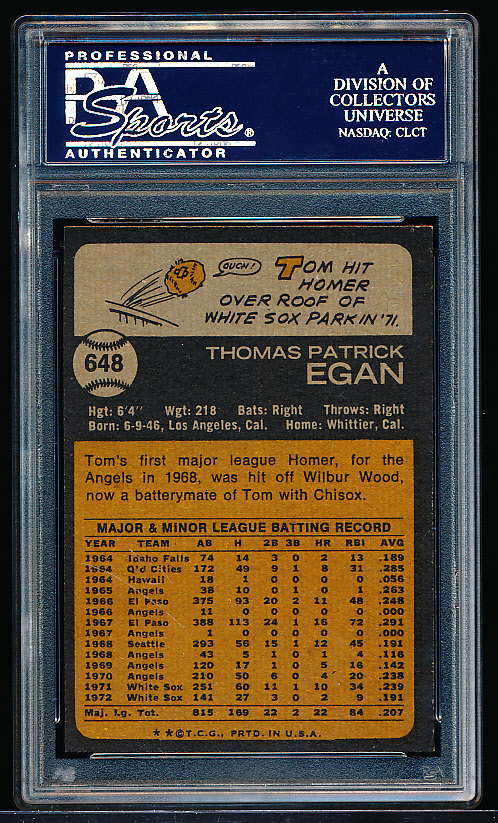 PROFESSIONAL
PSA
Sports®
AUTHENTICATOR
A
DIVISION OF
COLLECTORS
UNIVERSE
NASDAQ: CLCT
OUCH!
TOM HIT
HOMER
OVER ROOF OF
WHITE SOX PARK IN '71.
648
THOMAS PATRICK
EGAN
Hgt: 6'4" Wgt: 218 Bats: Right Throws: Right
Born: 6-9-46, Los Angeles, Cal. Home: Whittier, Cal.
Tom's first major league Homer, for the
Angels in 1968, was hit off Wilbur Wood,
now a batterymate of Tom with Chisox.
MAJOR & MINOR LEAGUE BATTING RECORD
YEAR TEAM AB H 2B 3B HR RBI AVG
1964 Idaho Falls 74 14 3 0 2 13 .189
1964 Q'd Cities 172 49 9 1 8 31 .285
1964 Hawaii 18 1 0 0 0 0 .056
1965 Angels 38 10 0 1 0 1 .263
1966 El Paso 375 93 20 2 11 48 .248
1966 Angels 11 0 0 0 0 0 .000
1967 El Paso 388 113 24 1 16 72 .291
1967 Angels 1 0 0 0 0 0 .000
1968 Seattle 293 56 15 1 12 45 .191
1968 Angels 43 5 1 0 1 4 .116
1969 Angels 120 17 1 0 5 16 .142
1970 Angels 210 50 6 0 4 20 .238
1971 White Sox 251 60 11 1 10 34 .239
1972 White Sox 141 27 3 0 2 9 .191
Maj. Lg. Tot. 815 169 22 2 22 84 .207
**©T.C.G., PRTD. IN U.S.A.